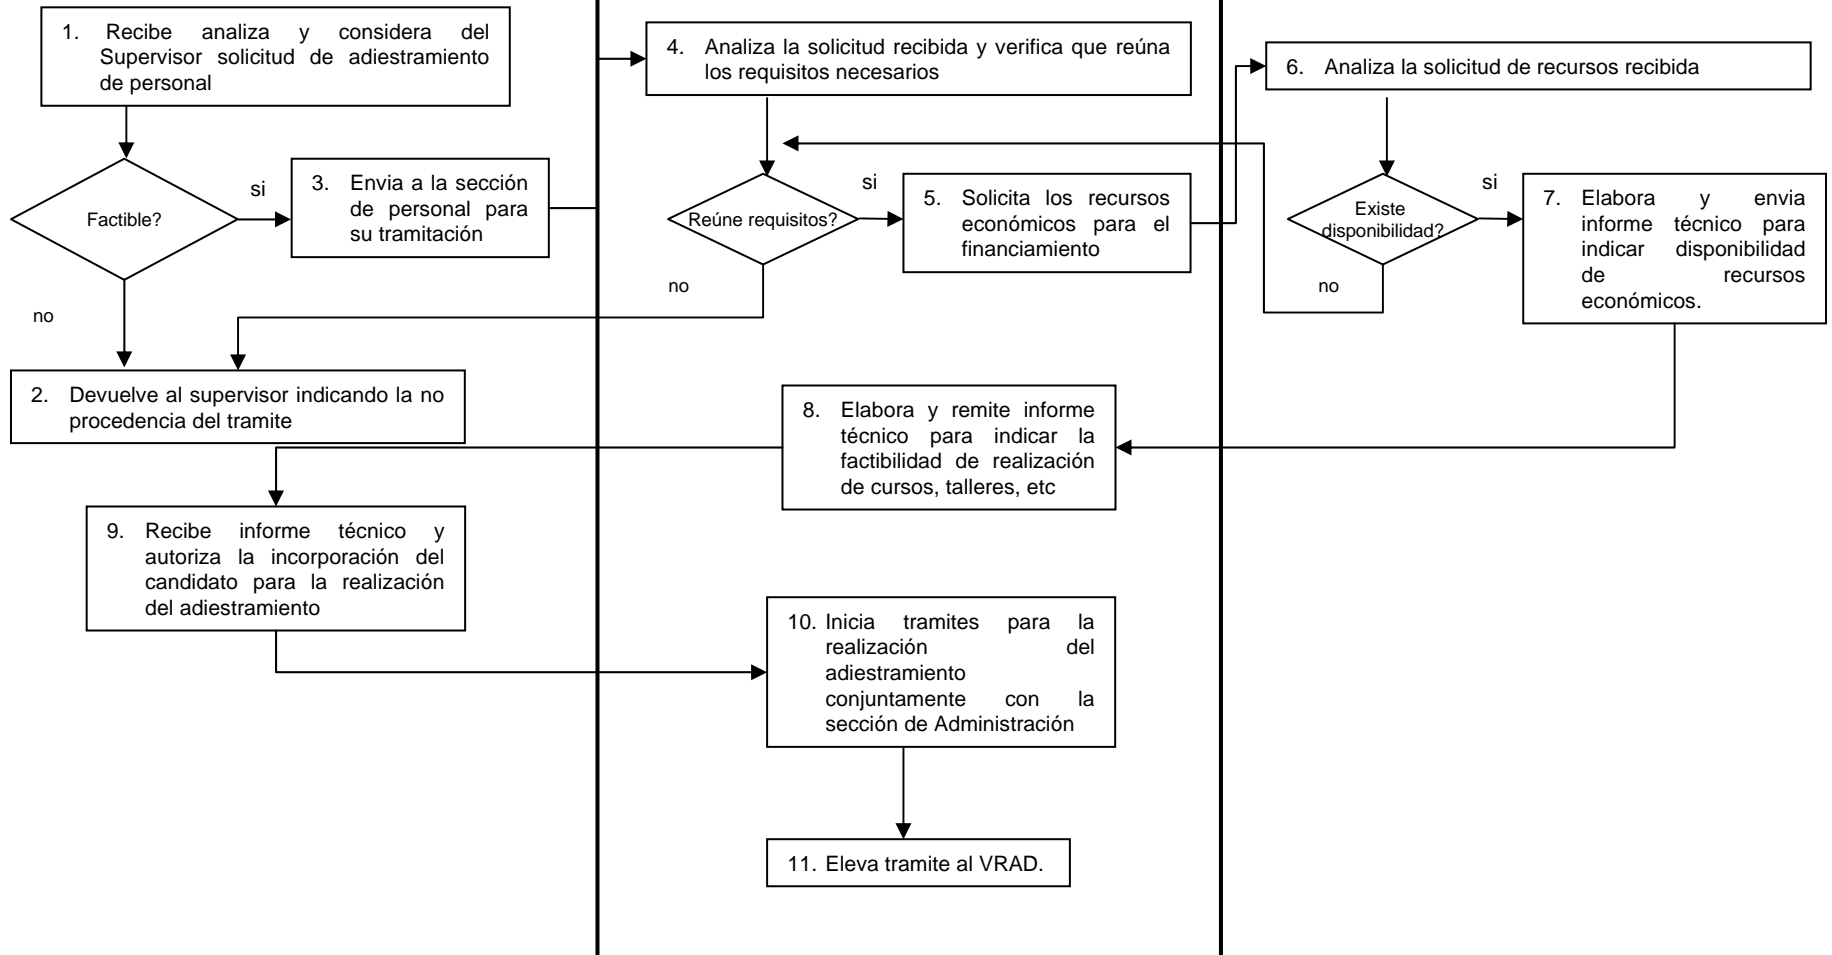 1. Recibe analiza y considera del
Supervisor solicitud de adiestramiento
de personal
Factible?
si
no
3. Envia a la sección
de personal para
su tramitación
2. Devuelve al supervisor indicando la no
procedencia del tramite
4. Analiza la solicitud recibida y verifica que reúna
los requisitos necesarios
Reúne requisitos?
si
no
5. Solicita los recursos
económicos para el
financiamiento
6. Analiza la solicitud de recursos recibida
Existe
disponibilidad?
si
no
7. Elabora y envia
informe técnico para
indicar disponibilidad
de recursos
económicos.
8. Elabora y remite informe
técnico para indicar la
factibilidad de realización
de cursos, talleres, etc
9. Recibe informe técnico y
autoriza la incorporación del
candidato para la realización
del adiestramiento
10. Inicia tramites para la
realización del
adiestramiento
conjuntamente con la
sección de Administración
11. Eleva tramite al VRAD.